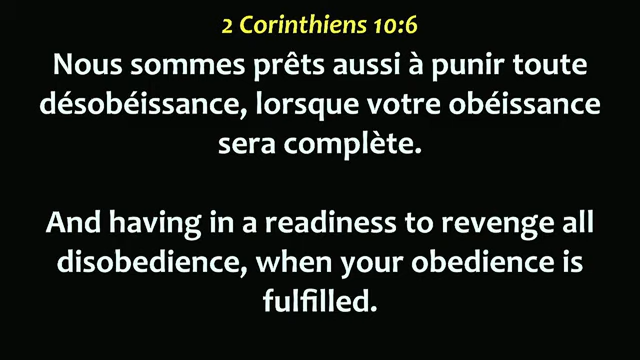 2 Corinthiens 10:6
Nous sommes prêts aussi à punir toute
désobéissance, lorsque votre obéissance
sera complète.
And having in a readiness to revenge all
disobedience, when your obedience is
fulfilled.